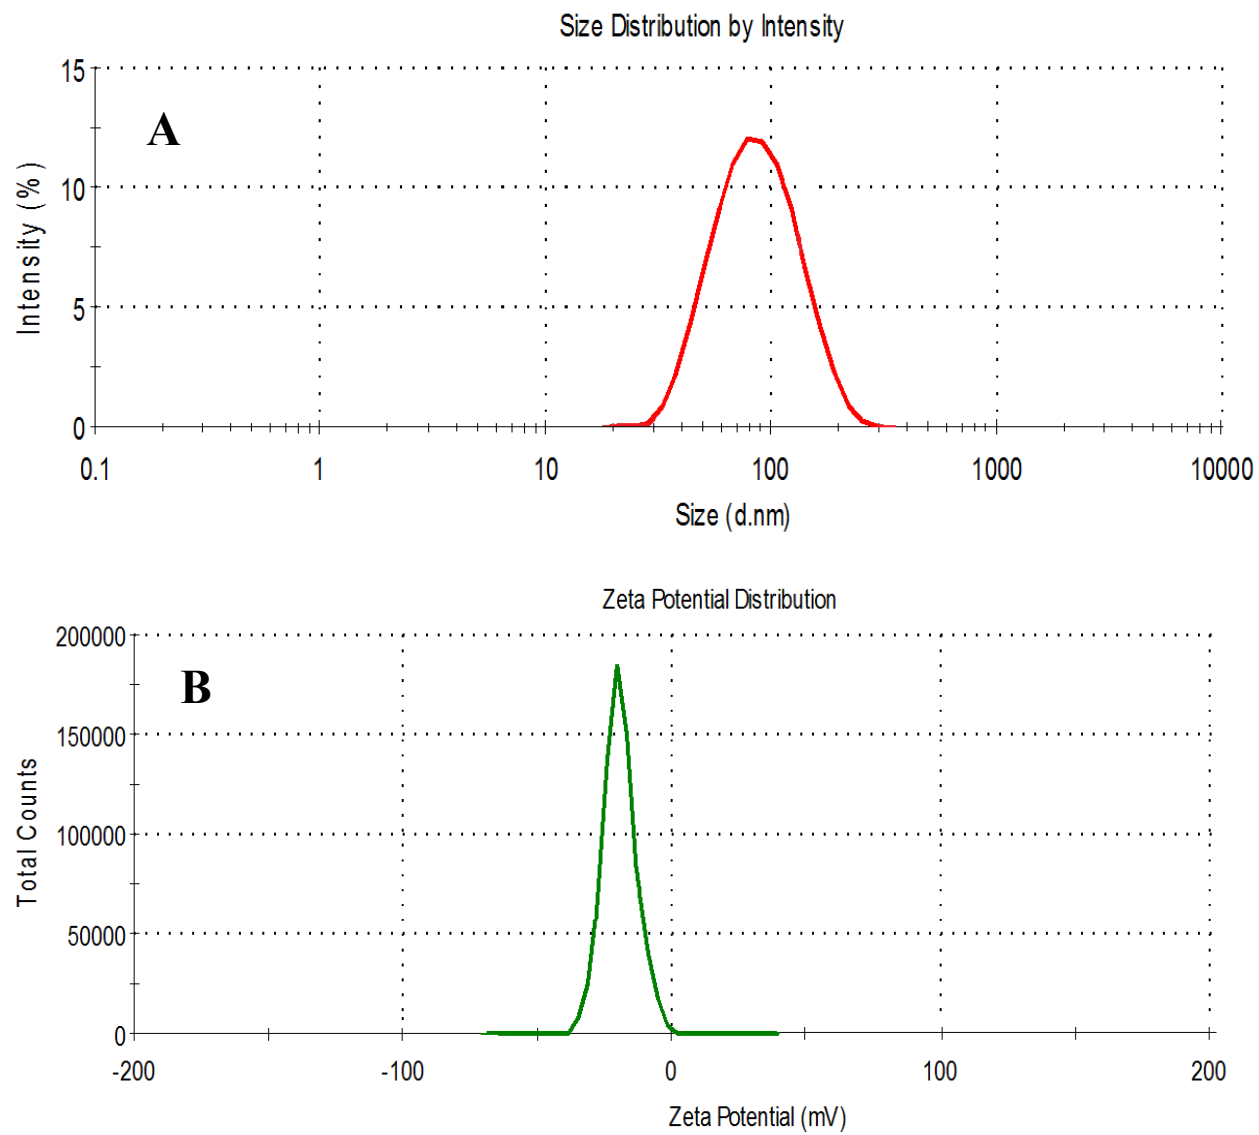 Size Distribution by Intensity
15
A
10
Intensity (%)
5
0
0.1 1 10 100 1000 10000
Size (d.nm)
Zeta Potential Distribution
200000
B
150000
Total Counts
100000
50000
0
-200 -100 0 100 200
Zeta Potential (mV)